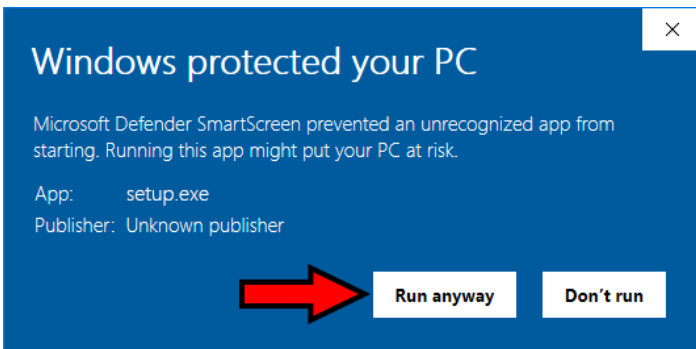 Windows protected your PC
Microsoft Defender SmartScreen prevented an unrecognized app from
starting. Running this app might put your PC at risk.
App: setup.exe
Publisher: Unknown publisher
Run anyway Don't run